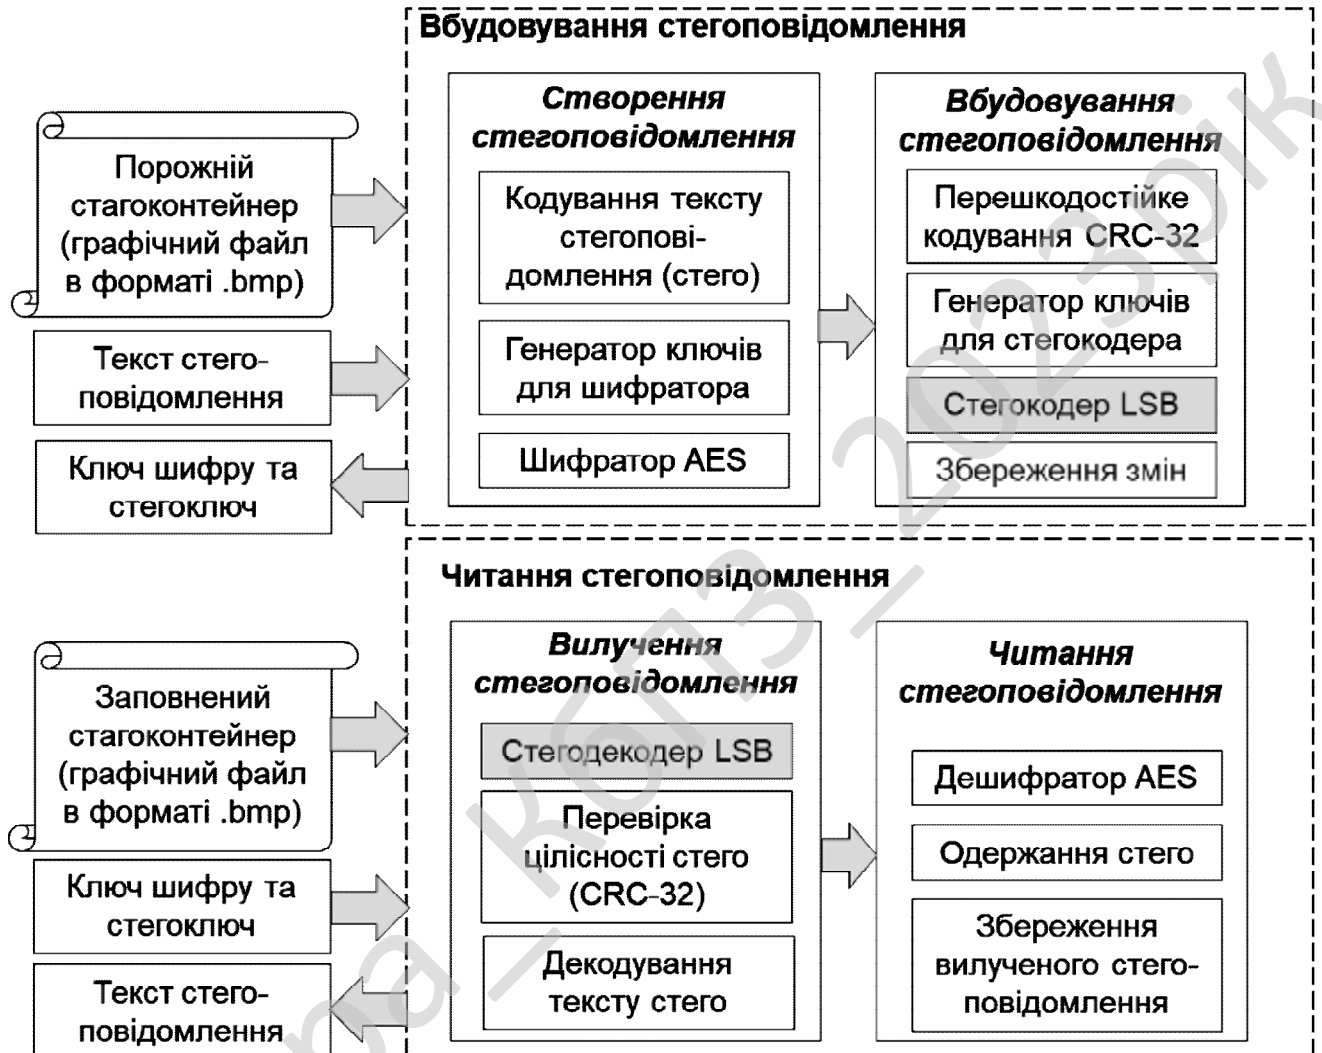 Вбудовування стегоповідомлення
Створення
стегоповідомлення
Вбудовування
стегоповідомлення
Порожній
стагоконтейнер
(графічний файл
в форматі .bmp)
Кодування тексту
стегопові-
домлення (стего)
Перешкодостійке
кодування CRC-32
Генератор ключів
для стегокодера
Текст стего-
повідомлення
Генератор ключів
для шифратора
Стегокодер LSB
Ключ шифру та
стегоключ
Шифратор AES
Збереження змін
Читання стегоповідомлення
Вилучення
стегоповідомлення
Читання
стегоповідомлення
Заповнений
стагоконтейнер
(графічний файл
в форматі .bmp)
Стегодекодер LSB
Дешифратор AES
Перевірка
цілісності стего
(CRC-32)
Одержання стего
Ключ шифру та
стегоключ
Декодування
тексту стего
Збереження
вилученого стего-
повідомлення
Текст стего-
повідомлення